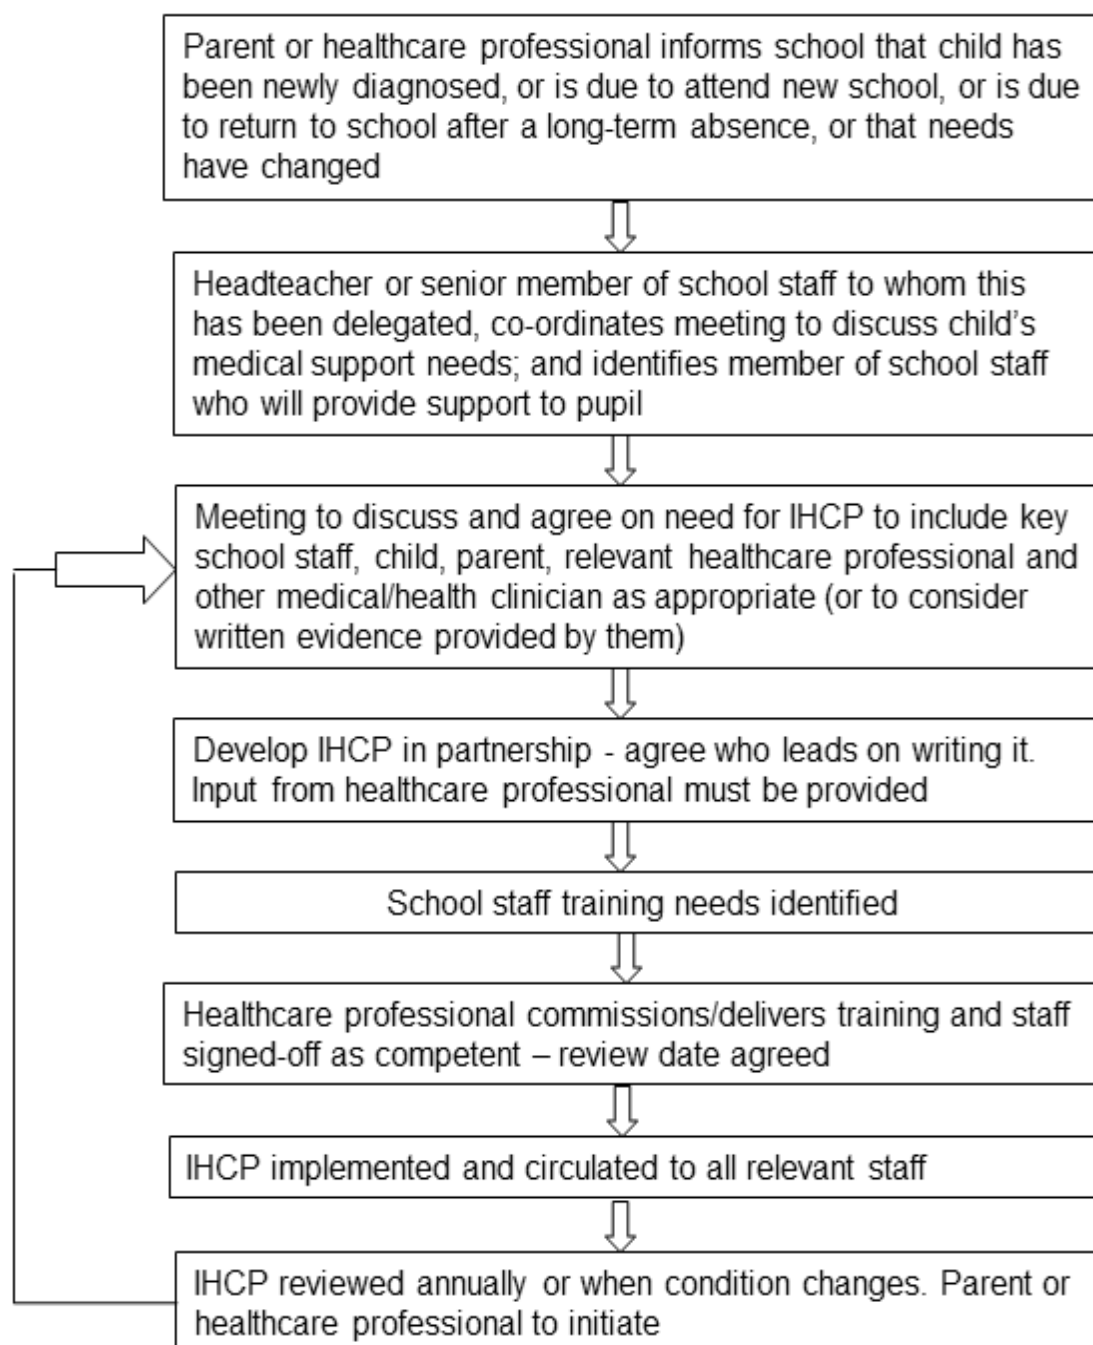 Parent or healthcare professional informs school that child has
been newly diagnosed, or is due to attend new school, or is due
to return to school after a long-term absence, or that needs
have changed
Headteacher or senior member of school staff to whom this
has been delegated, co-ordinates meeting to discuss child's
medical support needs; and identifies member of school staff
who will provide support to pupil
Meeting to discuss and agree on need for IHCP to include key
school staff, child, parent, relevant healthcare professional and
other medical/health clinician as appropriate (or to consider
written evidence provided by them)
Develop IHCP in partnership - agree who leads on writing it.
Input from healthcare professional must be provided
School staff training needs identified
Healthcare professional commissions/delivers training and staff
signed-off as competent – review date agreed
IHCP implemented and circulated to all relevant staff
IHCP reviewed annually or when condition changes. Parent or
healthcare professional to initiate